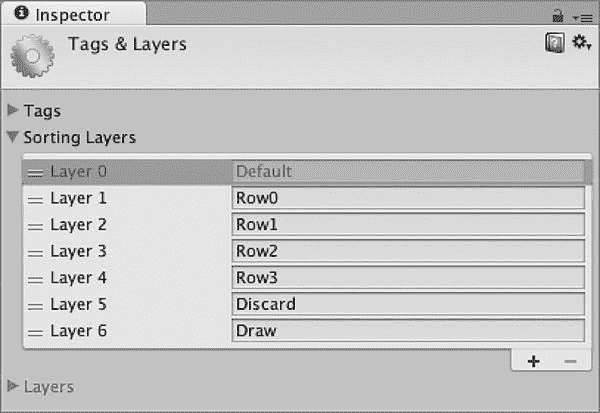 Inspector
Tags & Layers
Tags
Sorting Layers
Layer 0 Default
Layer 1 Row0
Layer 2 Row1
Layer 3 Row2
Layer 4 Row3
Layer 5 Discard
Layer 6 Draw
+ −
Layers